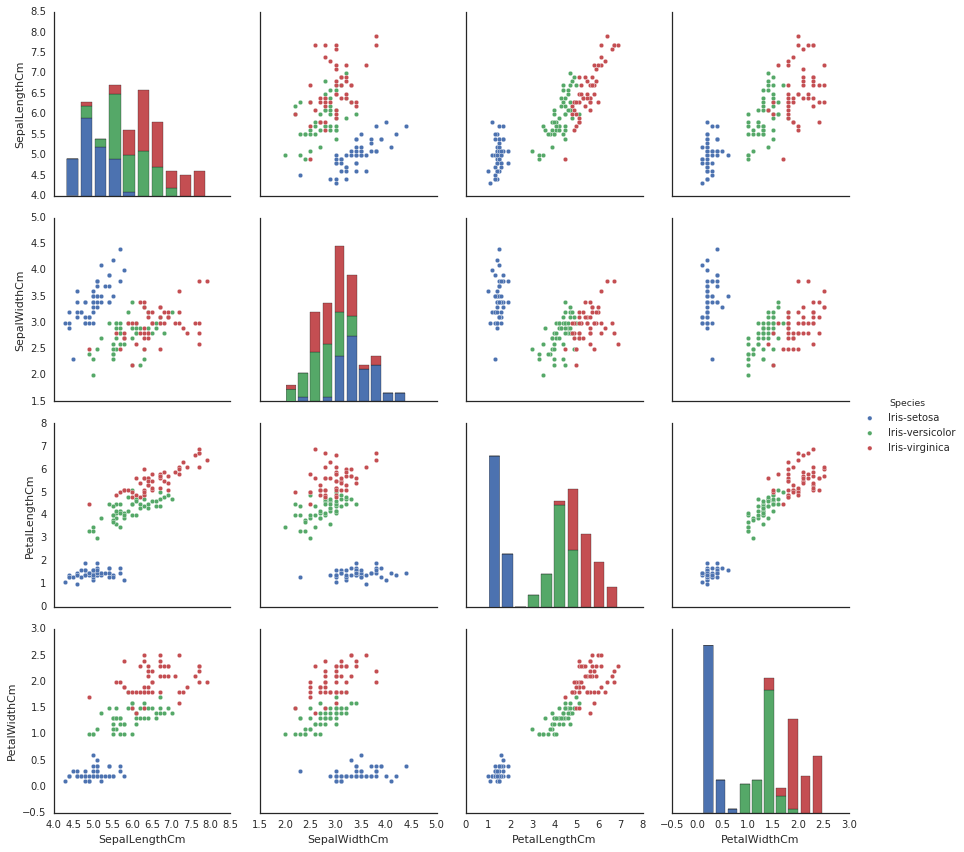 8.5
8.0
7.5
7.0
6.5
6.0
5.5
5.0
4.5
4.0
SepalLengthCm
5.0
4.5
4.0
3.5
3.0
2.5
2.0
1.5
SepalWidthCm
8
7
6
5
4
3
2
1
0
PetalLengthCm
3.0
2.5
2.0
1.5
1.0
0.5
0.0
−0.5
PetalWidthCm
4.0 4.5 5.0 5.5 6.0 6.5 7.0 7.5 8.0 8.5
SepalLengthCm
1.5 2.0 2.5 3.0 3.5 4.0 4.5 5.0
SepalWidthCm
0 1 2 3 4 5 6 7 8
PetalLengthCm
−0.5 0.0 0.5 1.0 1.5 2.0 2.5 3.0
PetalWidthCm
Species
Iris-setosa
Iris-versicolor
Iris-virginica